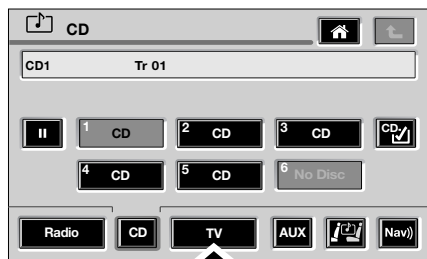 CD
CD1 Tr 01
1 CD 2 CD 3 CD CD
4 CD 5 CD 6 No Disc
Radio CD TV AUX Nav))